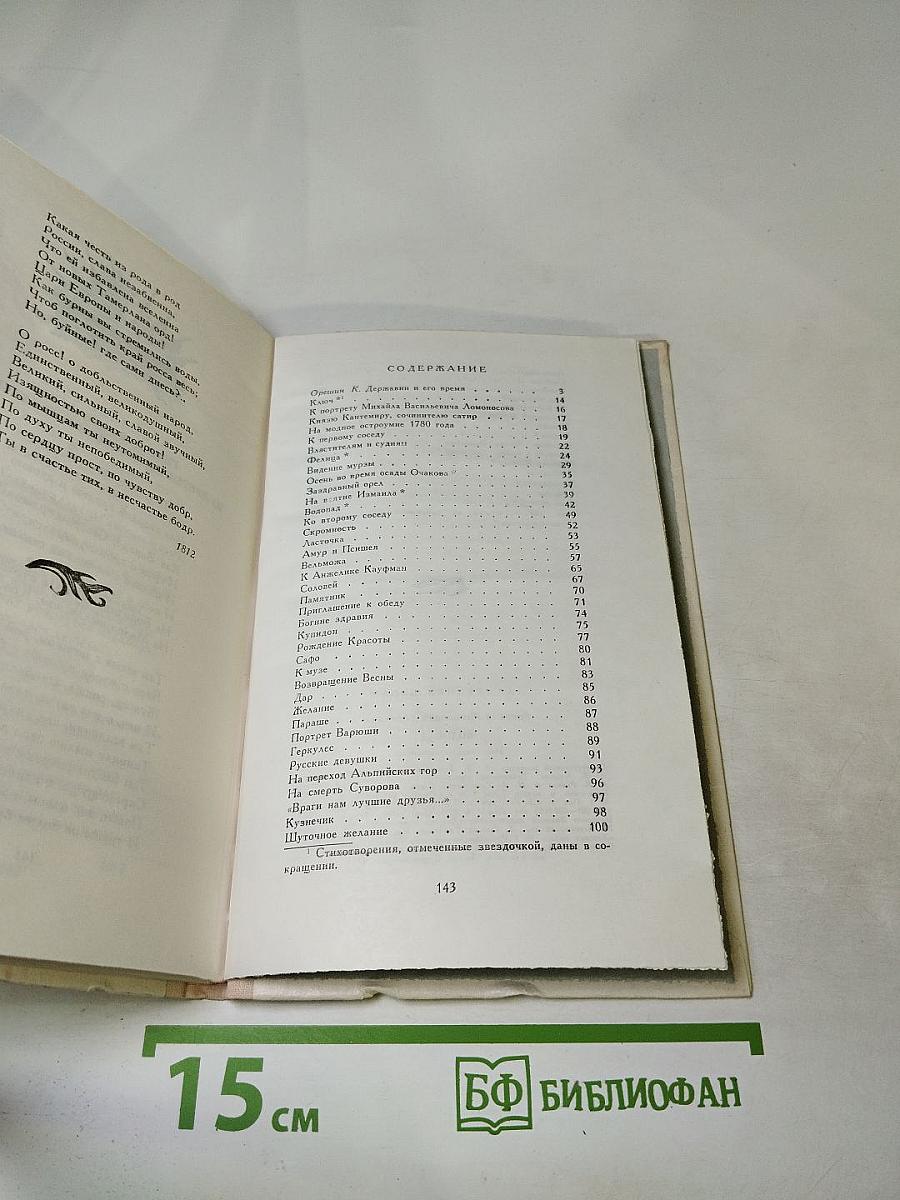 Какая честь из рода в род
России, слава незабвенна,
Что ей избавлена вселенна
От новых Тамерлана орд!
Цари Европы и народы!
Как бурны вы стремились воды,
Чтоб поглотить край росса весь;
Но, буйные! где сами днесь?
О росс! о добльственный народ,
Единственный, великодушный,
Великий, сильный, славой звучный,
Изящностью своих доброт!
По мышцам ты неутомимый,
По духу ты непобедимый,
По сердцу прост, по чувству добр,
Ты в счастье тих, в несчастье бодр.
1812
СОДЕРЖАНИЕ
Орешин К. Державин и его время . . . . . . 3
Ключ *¹ . . . . . . 14
К портрету Михайла Васильевича Ломоносова . . 16
Князю Кантемиру, сочинителю сатир . . . . 17
На модное остроумие 1780 года . . . . . . 18
К первому соседу . . . . . . 19
Властителям и судиям . . . . . . 22
Фелица * . . . . . . 24
Видение мурзы . . . . . . 29
Осень во время осады Очакова . . . . . . 35
Заздравный орел . . . . . . 37
На взятие Измаила * . . . . . . 39
Водопад * . . . . . . 42
Ко второму соседу . . . . . . 49
Скромность . . . . . . 52
Ласточка . . . . . . 53
Амур и Псишея . . . . . . 55
Вельможа . . . . . . 57
К Анжелике Кауфман . . . . . . 65
Соловей . . . . . . 67
Памятник . . . . . . 70
Приглашение к обеду . . . . . . 71
Богине здравия . . . . . . 74
Купидон . . . . . . 75
Рождение Красоты . . . . . . 77
Сафо . . . . . . 80
К музе . . . . . . 81
Возвращение Весны . . . . . . 83
Дар . . . . . . 85
Желание . . . . . . 86
Параше . . . . . . 87
Портрет Варюши . . . . . . 88
Геркулес . . . . . . 89
Русские девушки . . . . . . 91
На переход Альпийских гор . . . . . . 93
На смерть Суворова . . . . . . 96
«Враги нам лучшие друзья...» . . . . . . 97
Кузнечик . . . . . . 98
Шуточное желание . . . . . . 100
¹ Стихотворения, отмеченные звездочкой, даны в со-
кращении.
143
15 см
БФ БИБЛИОФАН